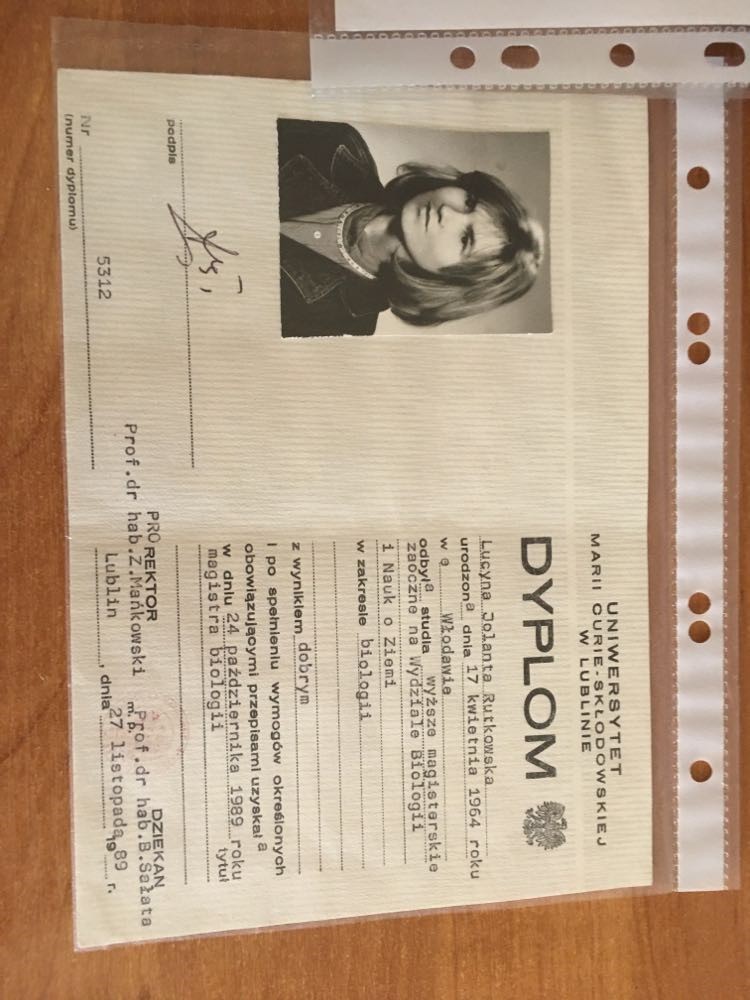 UNIWERSYTET
MARII CURIE-SKŁODOWSKIEJ
W LUBLINIE
DYPLOM
Lucyna Jolanta Rutkowska
urodzona dnia 17 kwietnia 1964 roku
w e Włodawie
odbyła studia wyższe magisterskie
zaoczne na Wydziale Biologii
i Nauk o Ziemi
w zakresie biologii
z wynikiem dobrym
i po spełnieniu wymogów określonych
obowiązującymi przepisami uzyskała
w dniu 24 października 1989 roku tytuł
magistra biologii
podpis
PROREKTOR
DZIEKAN
Prof.dr hab.Z.Mańkowski
Prof.dr hab.B.Sałata
m.p.
Lublin, dnia 27 listopada 1989 r.
Nr 5312
(numer dyplomu)